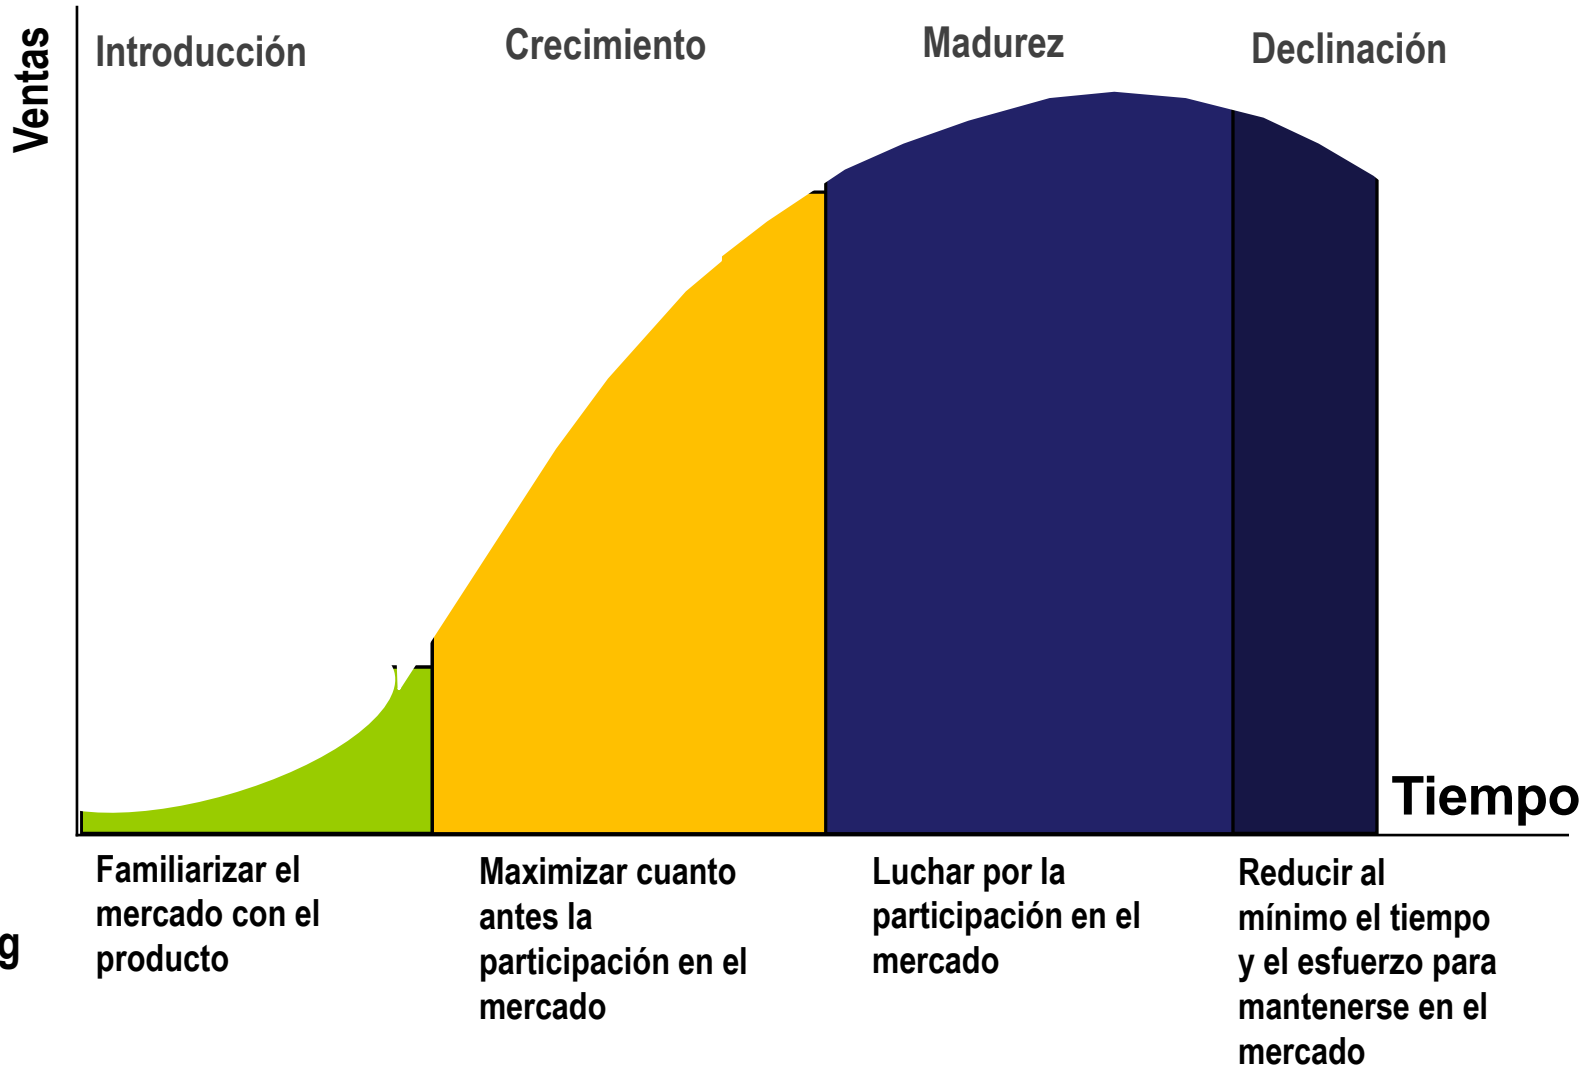 Ventas
Introducción
Crecimiento
Madurez
Declinación
Tiempo
Familiarizar el
mercado con el
producto
Maximizar cuanto
antes la
participación en el
mercado
Luchar por la
participación en el
mercado
Reducir al
mínimo el tiempo
y el esfuerzo para
mantenerse en el
mercado
g